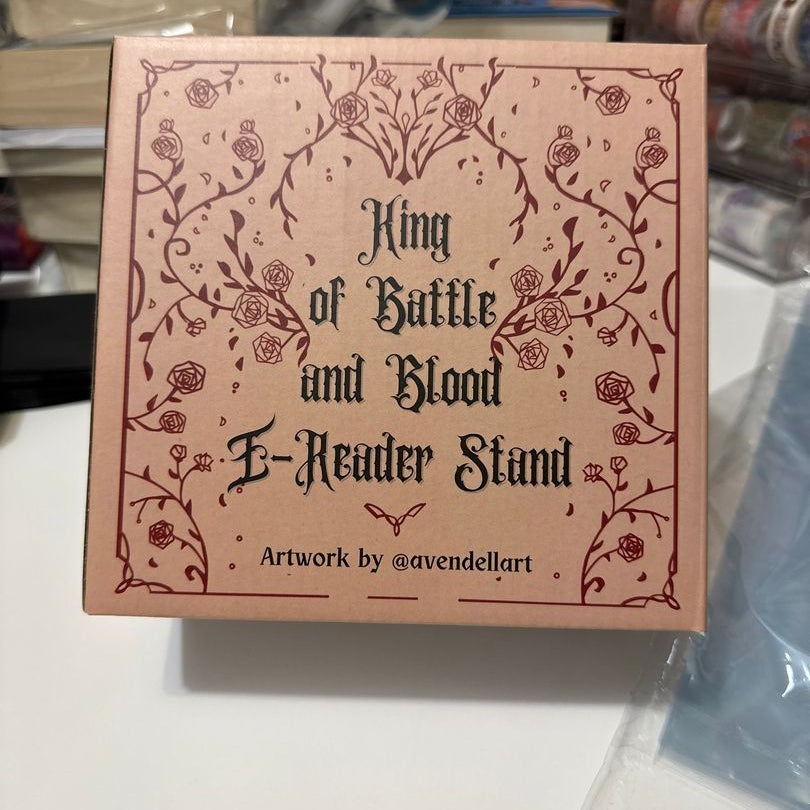 King
of Battle
and Blood
E-Reader Stand
Artwork by @avendellart